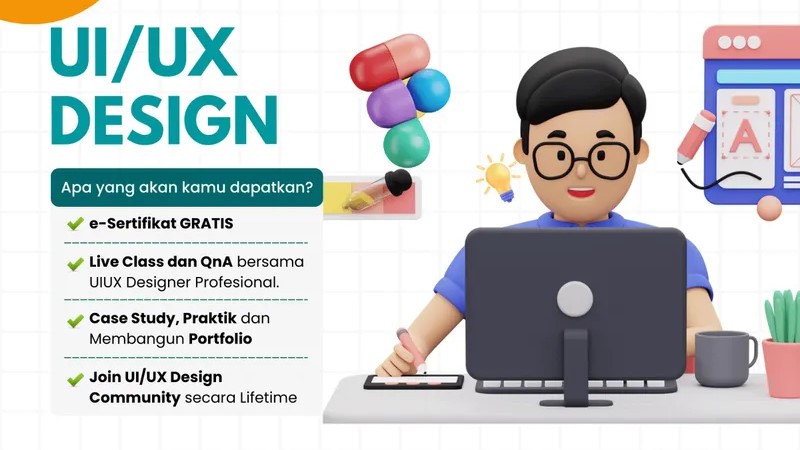 UI/UX
DESIGN
Apa yang akan kamu dapatkan?
e-Sertifikat GRATIS
Live Class dan QnA bersama
UIUX Designer Profesional.
Case Study, Praktik dan
Membangun Portfolio
Join UI/UX Design
Community secara Lifetime
A